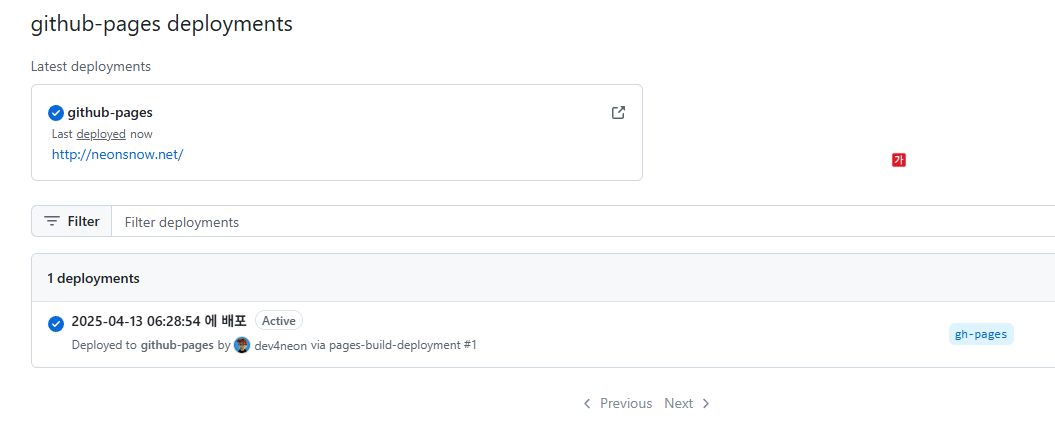 github-pages deployments
Latest deployments
github-pages
Last deployed now
http://neonsnow.net/
가
Filter
Filter deployments
1 deployments
2025-04-13 06:28:54 에 배포 Active
Deployed to github-pages by dev4neon via pages-build-deployment #1
gh-pages
Previous Next